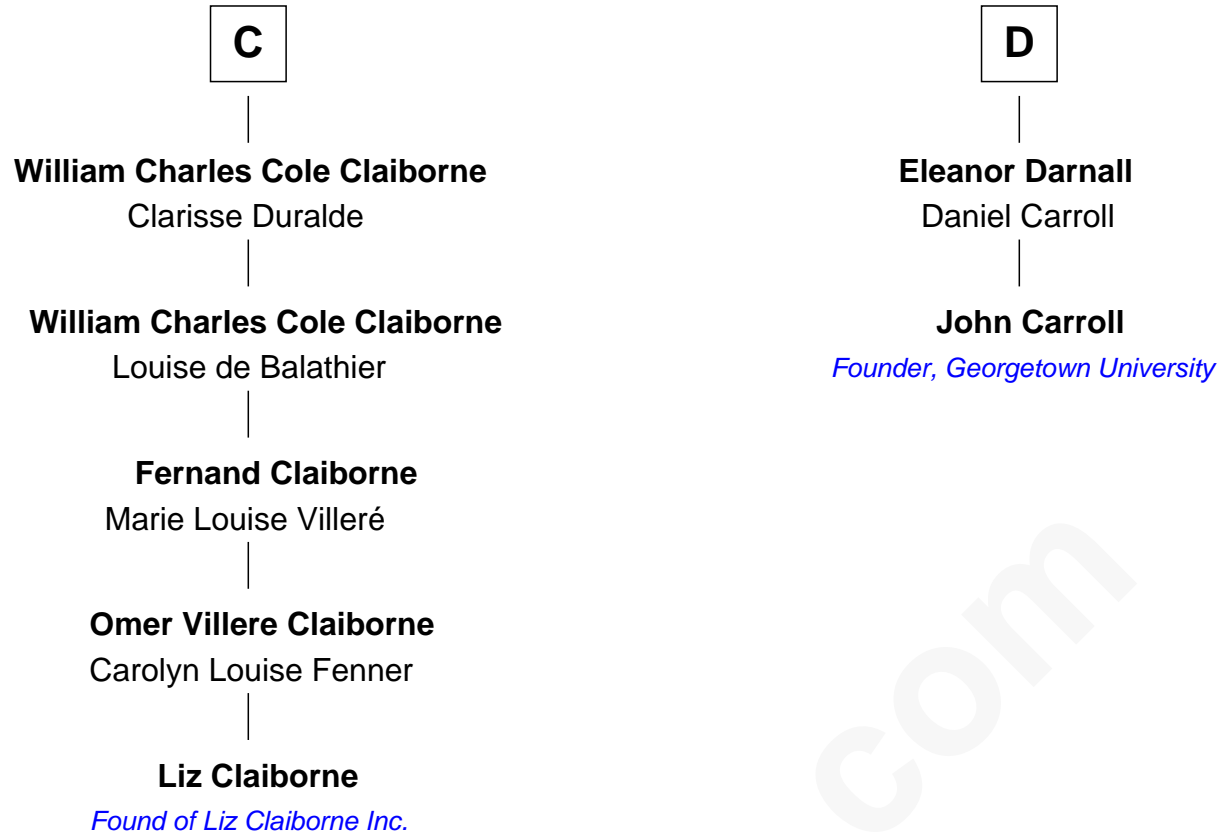 C
William Charles Cole Claiborne
Clarisse Duralde
William Charles Cole Claiborne
Louise de Balathier
Fernand Claiborne
Marie Louise Villeré
Omer Villere Claiborne
Carolyn Louise Fenner
Liz Claiborne
Found of Liz Claiborne Inc.
D
Eleanor Darnall
Daniel Carroll
John Carroll
Founder, Georgetown University
com